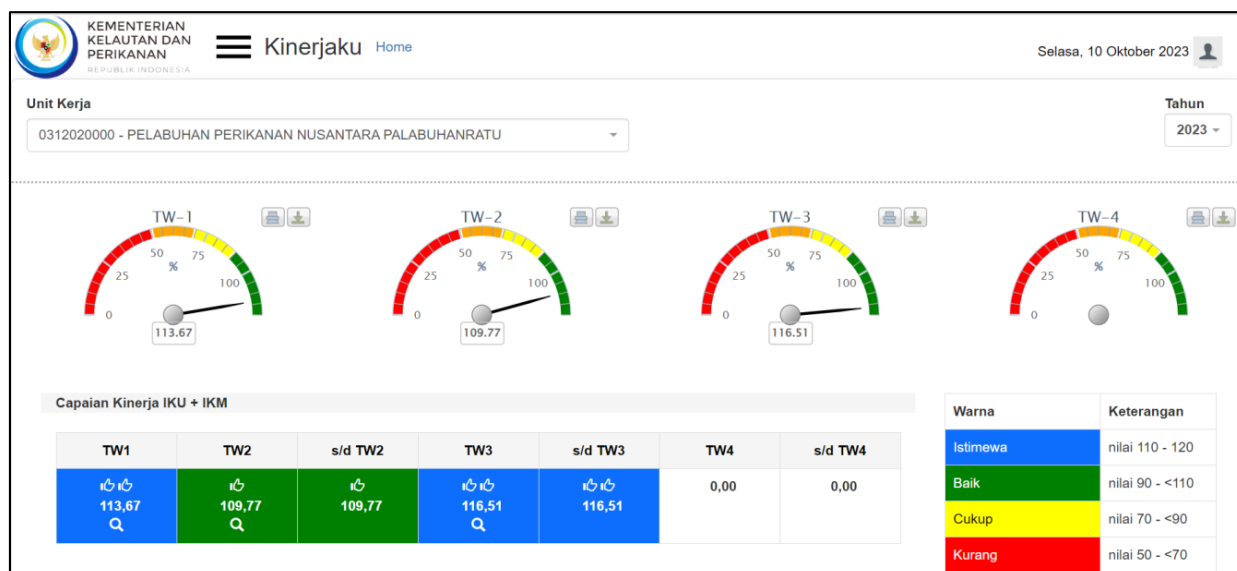 KEMENTERIAN
KELAUTAN DAN
PERIKANAN
REPUBLIK INDONESIA
Kinerjaku Home
Selasa, 10 Oktober 2023
Unit Kerja
Tahun
0312020000 - PELABUHAN PERIKANAN NUSANTARA PALABUHANRATU
2023
TW-1
0 25 50 75 100
%
113.67
TW-2
0 25 50 75 100
%
109.77
TW-3
0 25 50 75 100
%
116.51
TW-4
0 25 50 75 100
%
Capaian Kinerja IKU + IKM
TW1 TW2 s/d TW2 TW3 s/d TW3 TW4 s/d TW4
113,67 109,77 109,77 116,51 116,51 0,00 0,00
Warna Keterangan
Istimewa nilai 110 - 120
Baik nilai 90 - <110
Cukup nilai 70 - <90
Kurang nilai 50 - <70